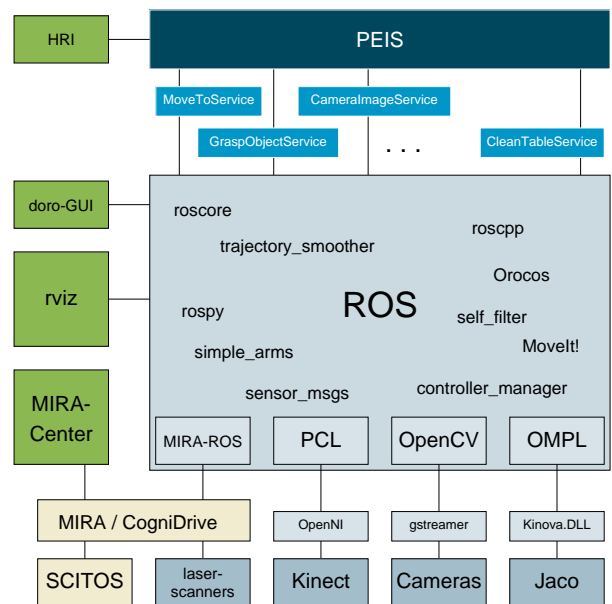 HRI
PEIS
MoveToService
CameraImageService
GraspObjectService
. . .
CleanTableService
doro-GUI
roscore
roscpp
trajectory_smoother
Orocos
rviz
ROS
rospy
self_filter
simple_arms
MoveIt!
sensor_msgs
controller_manager
MIRA-
Center
MIRA-ROS
PCL
OpenCV
OMPL
MIRA / CogniDrive
OpenNI
gstreamer
Kinova.DLL
SCITOS
laser-
scanners
Kinect
Cameras
Jaco